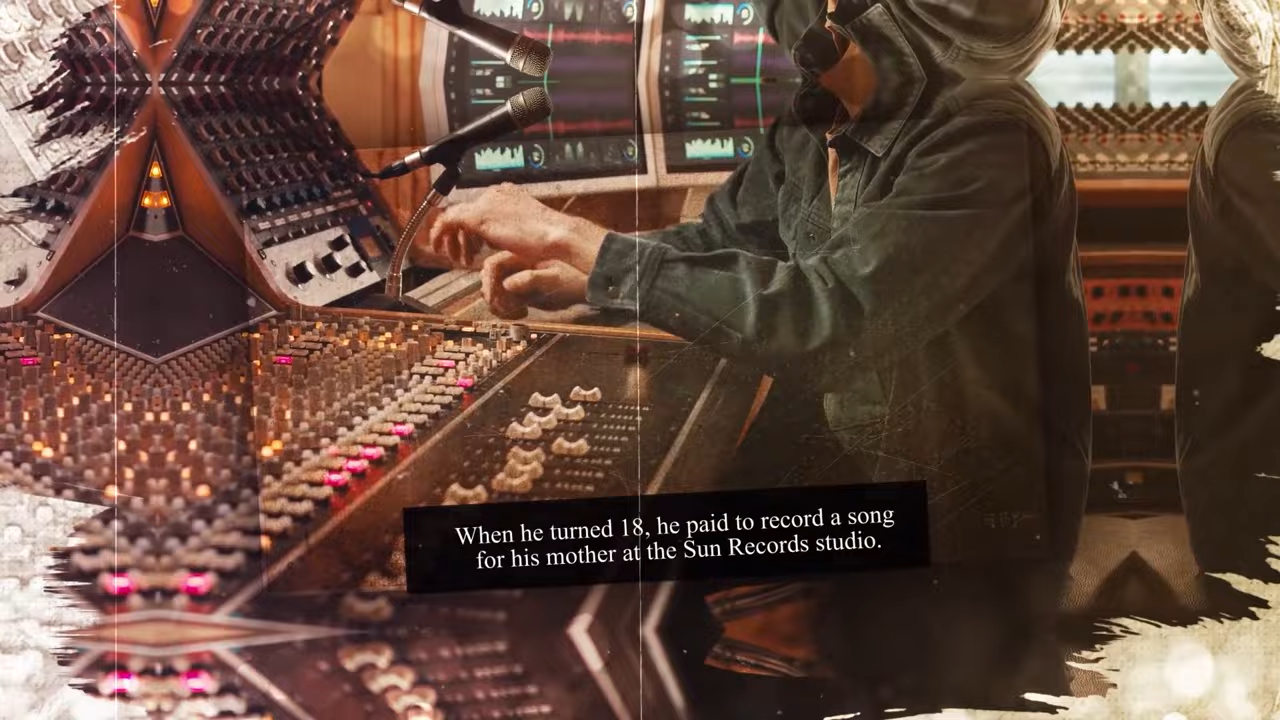 When he turned 18, he paid to record a song
for his mother at the Sun Records studio.